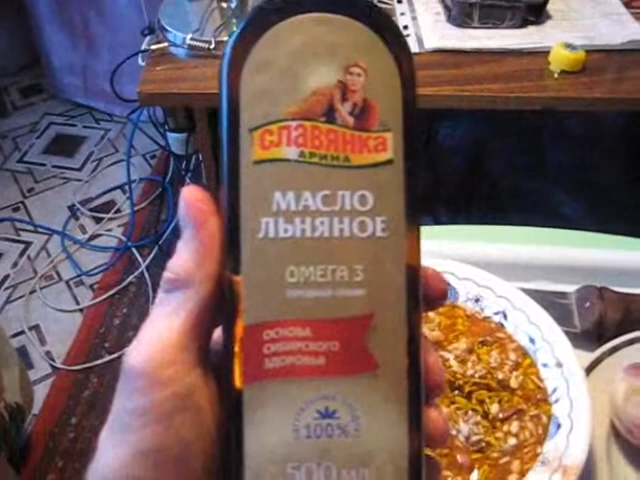 СЛАВЯНКА
АРИНА
МАСЛО
ЛЬНЯНОЕ
ОМЕГА 3
ОСНОВА
СИБИРСКОГО
ЗДОРОВЬЯ
100%
500 МЛ